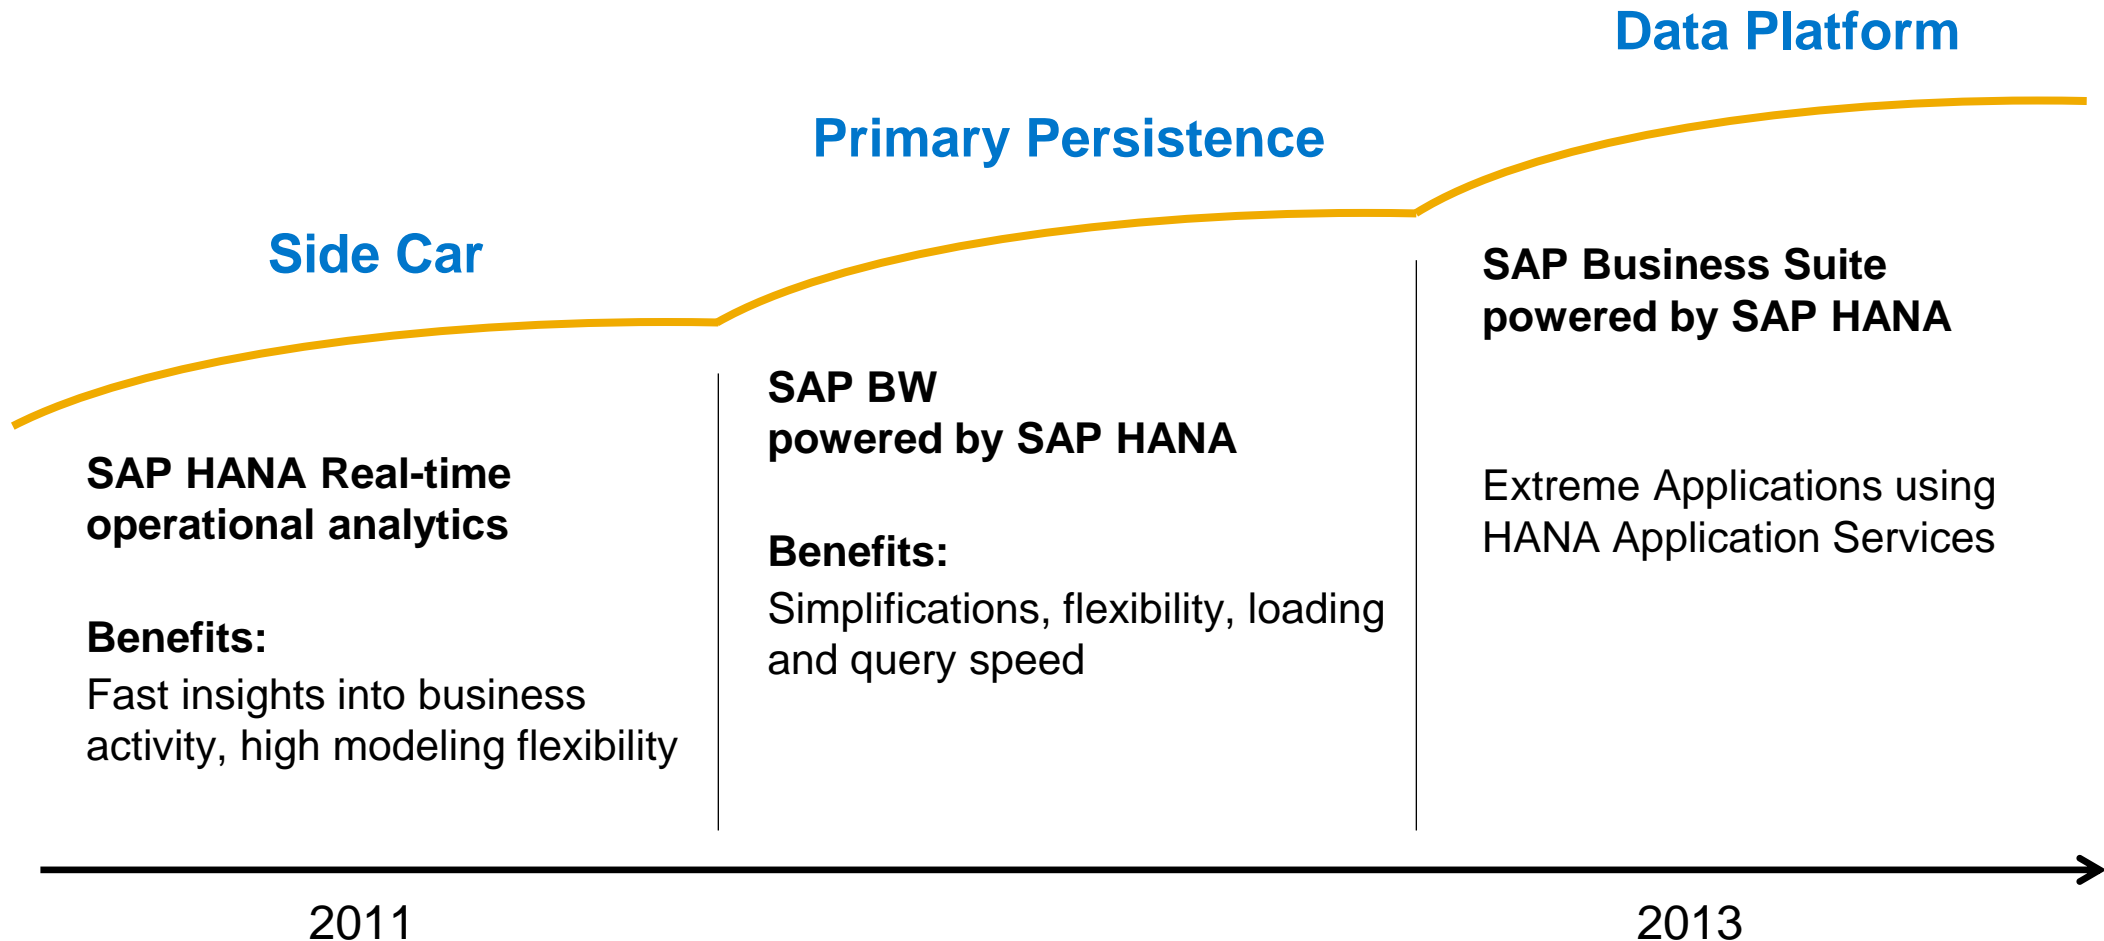 Data Platform
Primary Persistence
Side Car
SAP Business Suite
powered by SAP HANA
SAP BW
powered by SAP HANA
SAP HANA Real-time
operational analytics
Extreme Applications using
HANA Application Services
Benefits:
Simplifications, flexibility, loading
and query speed
Benefits:
Fast insights into business
activity, high modeling flexibility
2011
2013